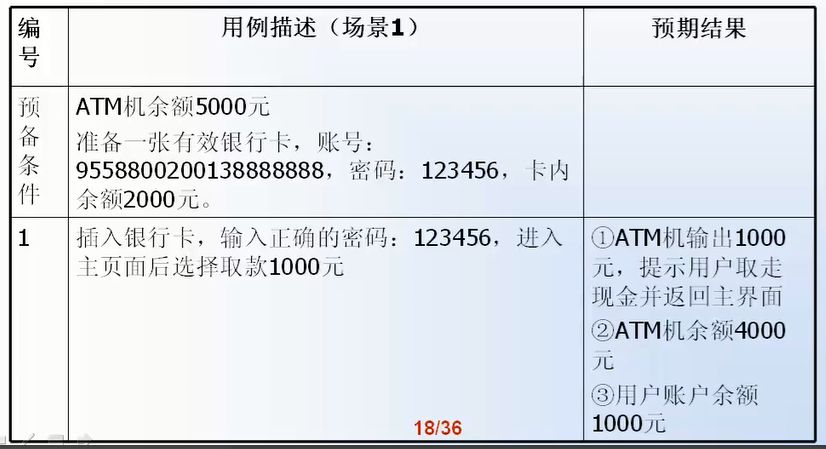 编
号
用例描述（场景1）
预期结果
预
备
条
件
ATM机余额5000元
准备一张有效银行卡，账号：
9558800200138888888，密码：123456，卡内
余额2000元。
1
插入银行卡，输入正确的密码：123456，进入
主页面后选择取款1000元
①ATM机输出1000
元，提示用户取走
现金并返回主界面
②ATM机余额4000
元
③用户账户余额
1000元
18/36